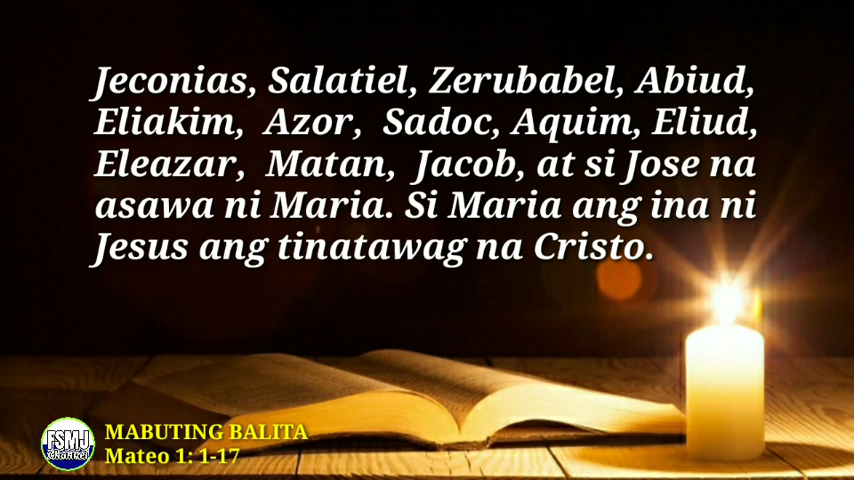 Jeconias, Salatiel, Zerubabel, Abiud,
Eliakim, Azor, Sadoc, Aquim, Eliud,
Eleazar, Matan, Jacob, at si Jose na
asawa ni Maria. Si Maria ang ina ni
Jesus ang tinatawag na Cristo.
FSMJ
channel
MABUTING BALITA
Mateo 1: 1-17